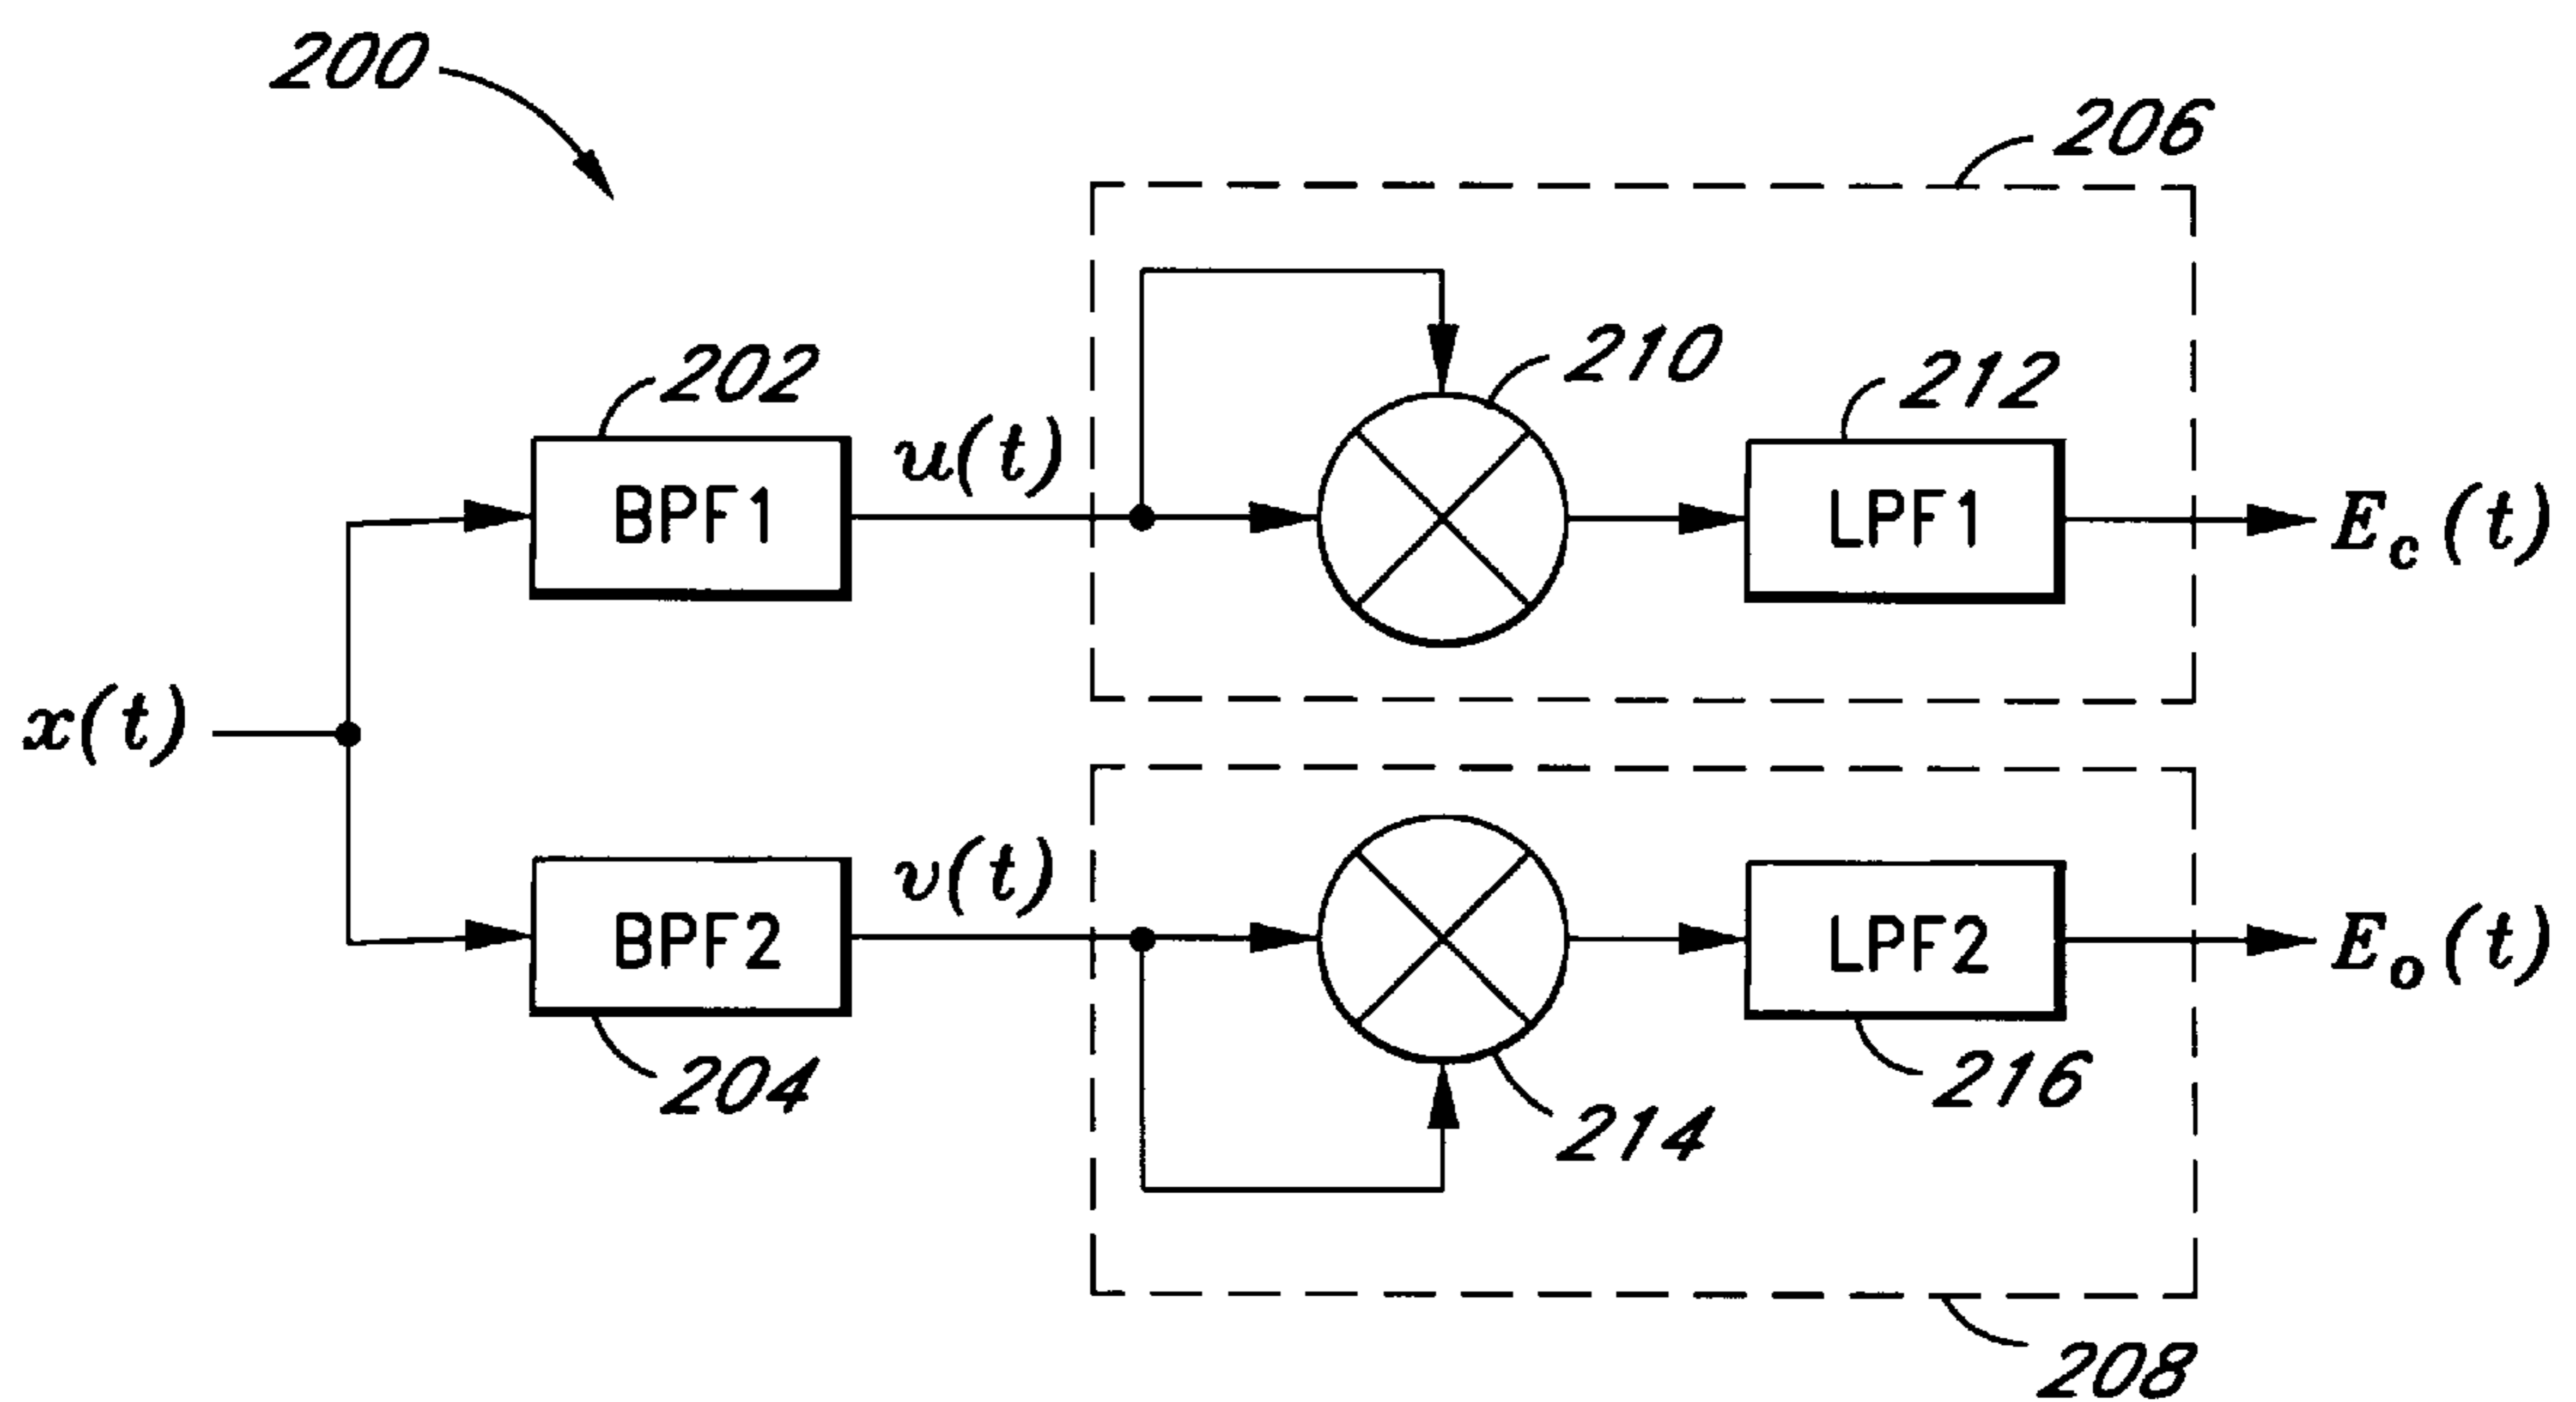 200
206
202
210
212
BPF1
u(t)
LPF1
E_c(t)
x(t)
BPF2
v(t)
LPF2
E_o(t)
204
214
216
208